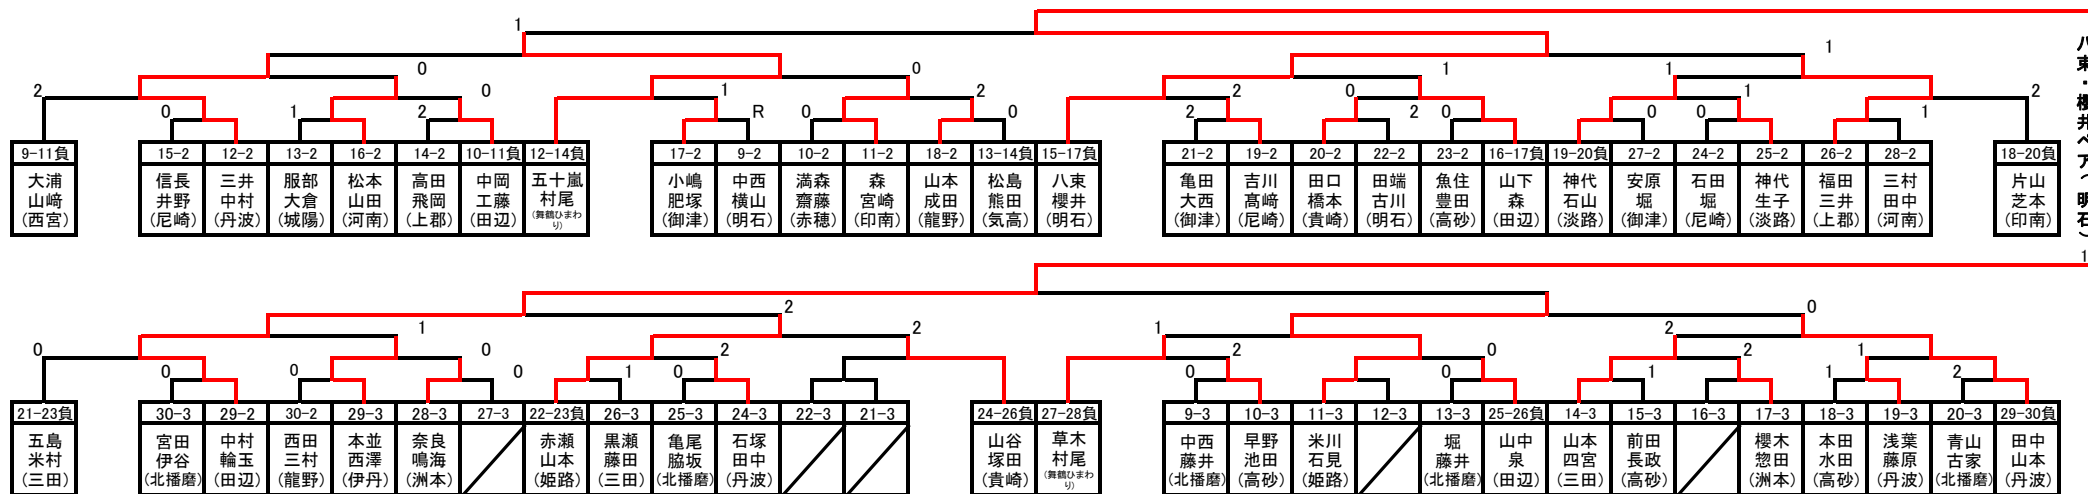 1
1
八東・櫻井ペア（明石）
0
0
1
1
2
0
1
2
2
0
1
2
0
1
2
R
0
0
2
2
0
0
0
1
9-11負
15-2
12-2
13-2
16-2
14-2
10-11負
12-14負
17-2
9-2
10-2
11-2
18-2
13-14負
15-17負
21-2
19-2
20-2
22-2
23-2
16-17負
19-20負
27-2
24-2
25-2
26-2
28-2
18-20負
大浦
山﨑
(西宮)
信長
井野
(尼崎)
三井
中村
(丹波)
服部
大倉
(城陽)
松本
山田
(河南)
高田
飛岡
(上郡)
中岡
工藤
(田辺)
五十嵐
村尾
(舞鶴ひまわ
り)
小嶋
肥塚
(御津)
中西
横山
(明石)
満森
齋藤
(赤穂)
森
宮崎
(印南)
山本
成田
(龍野)
松島
熊田
(気高)
八東
櫻井
(明石)
亀田
大西
(御津)
吉川
髙﨑
(尼崎)
田口
橋本
(貴崎)
田端
古川
(明石)
魚住
豊田
(高砂)
山下
森
(田辺)
神代
石山
(淡路)
安原
堀
(御津)
石田
堀
(尼崎)
神代
生子
(淡路)
福田
三井
(上郡)
三村
田中
(河南)
片山
芝本
(印南)
1
2
0
1
2
1
2
0
0
2
2
0
2
1
0
0
0
1
0
0
0
1
1
2
21-23負
30-3
29-2
30-2
29-3
28-3
27-3
22-23負
26-3
25-3
24-3
22-3
21-3
24-26負
27-28負
9-3
10-3
11-3
12-3
13-3
25-26負
14-3
15-3
16-3
17-3
18-3
19-3
20-3
29-30負
五島
米村
(三田)
宮田
伊谷
(北播磨)
中村
輪玉
(田辺)
西田
三村
(龍野)
本並
西澤
(伊丹)
奈良
鳴海
(洲本)
赤瀬
山本
(姫路)
黒瀬
藤田
(三田)
亀尾
脇坂
(北播磨)
石塚
田中
(丹波)
山谷
塚田
(貴崎)
草木
村尾
(舞鶴ひまわ
り)
中西
藤井
(北播磨)
早野
池田
(高砂)
米川
石見
(姫路)
堀
藤井
(北播磨)
山中
泉
(田辺)
山本
四宮
(三田)
前田
長政
(高砂)
櫻木
惣田
(洲本)
本田
水田
(高砂)
浅葉
藤原
(丹波)
青山
古家
(北播磨)
田中
山本
(丹波)